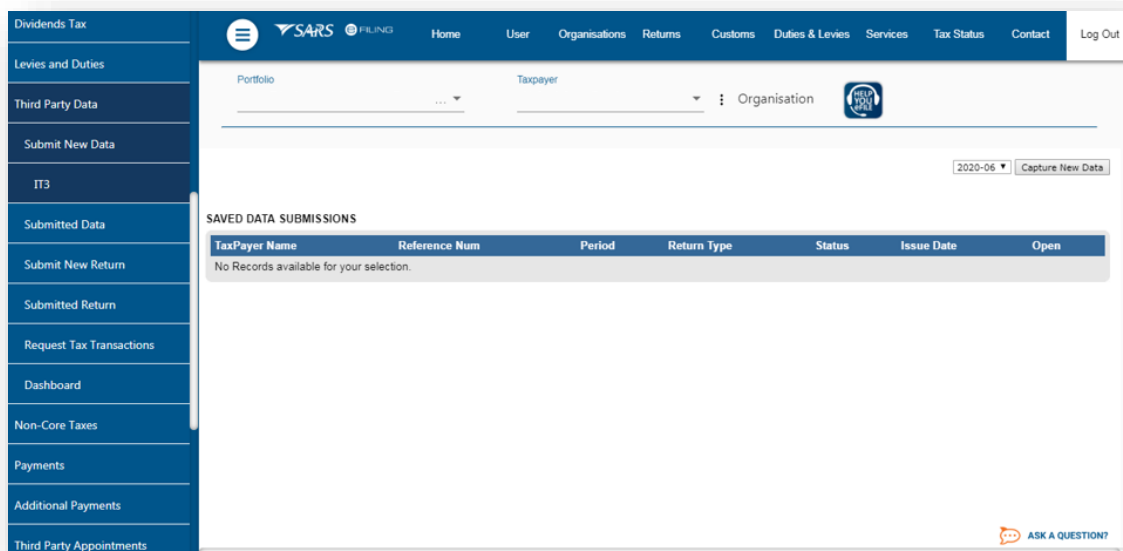 Dividends Tax
Levies and Duties
Third Party Data
Submit New Data
IT3
Submitted Data
Submit New Return
Submitted Return
Request Tax Transactions
Dashboard
Non-Core Taxes
Payments
Additional Payments
Third Party Appointments
SARS eFILING Home User Organisations Returns Customs Duties & Levies Services Tax Status Contact Log Out
Portfolio Taxpayer
... Organisation HELP YOU eFILE
2020-06 Capture New Data
SAVED DATA SUBMISSIONS
TaxPayer Name Reference Num Period Return Type Status Issue Date Open
No Records available for your selection.
ASK A QUESTION?